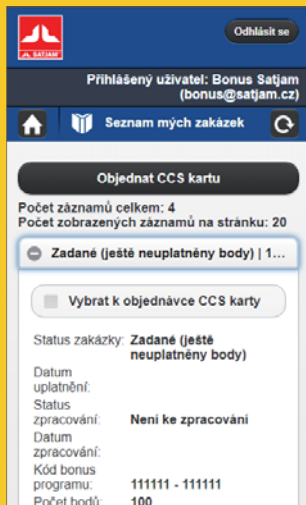 SATJAM
Odhlásit se
Přihlášený uživatel: Bonus Satjam
(bonus@satjam.cz)
Seznam mých zakázek
Objednat CCS kartu
Počet záznamů celkem: 4
Počet zobrazených záznamů na stránku: 20
Zadané (ještě neuplatněny body) | 1...
Vybrat k objednávce CCS karty
Status zakázky: Zadané (ještě
neuplatněny body)
Datum
uplatnění:
Status
zpracování: Není ke zpracování
Datum
zpracování:
Kód bonus
programu: 111111 - 111111
Počet bodů: 100